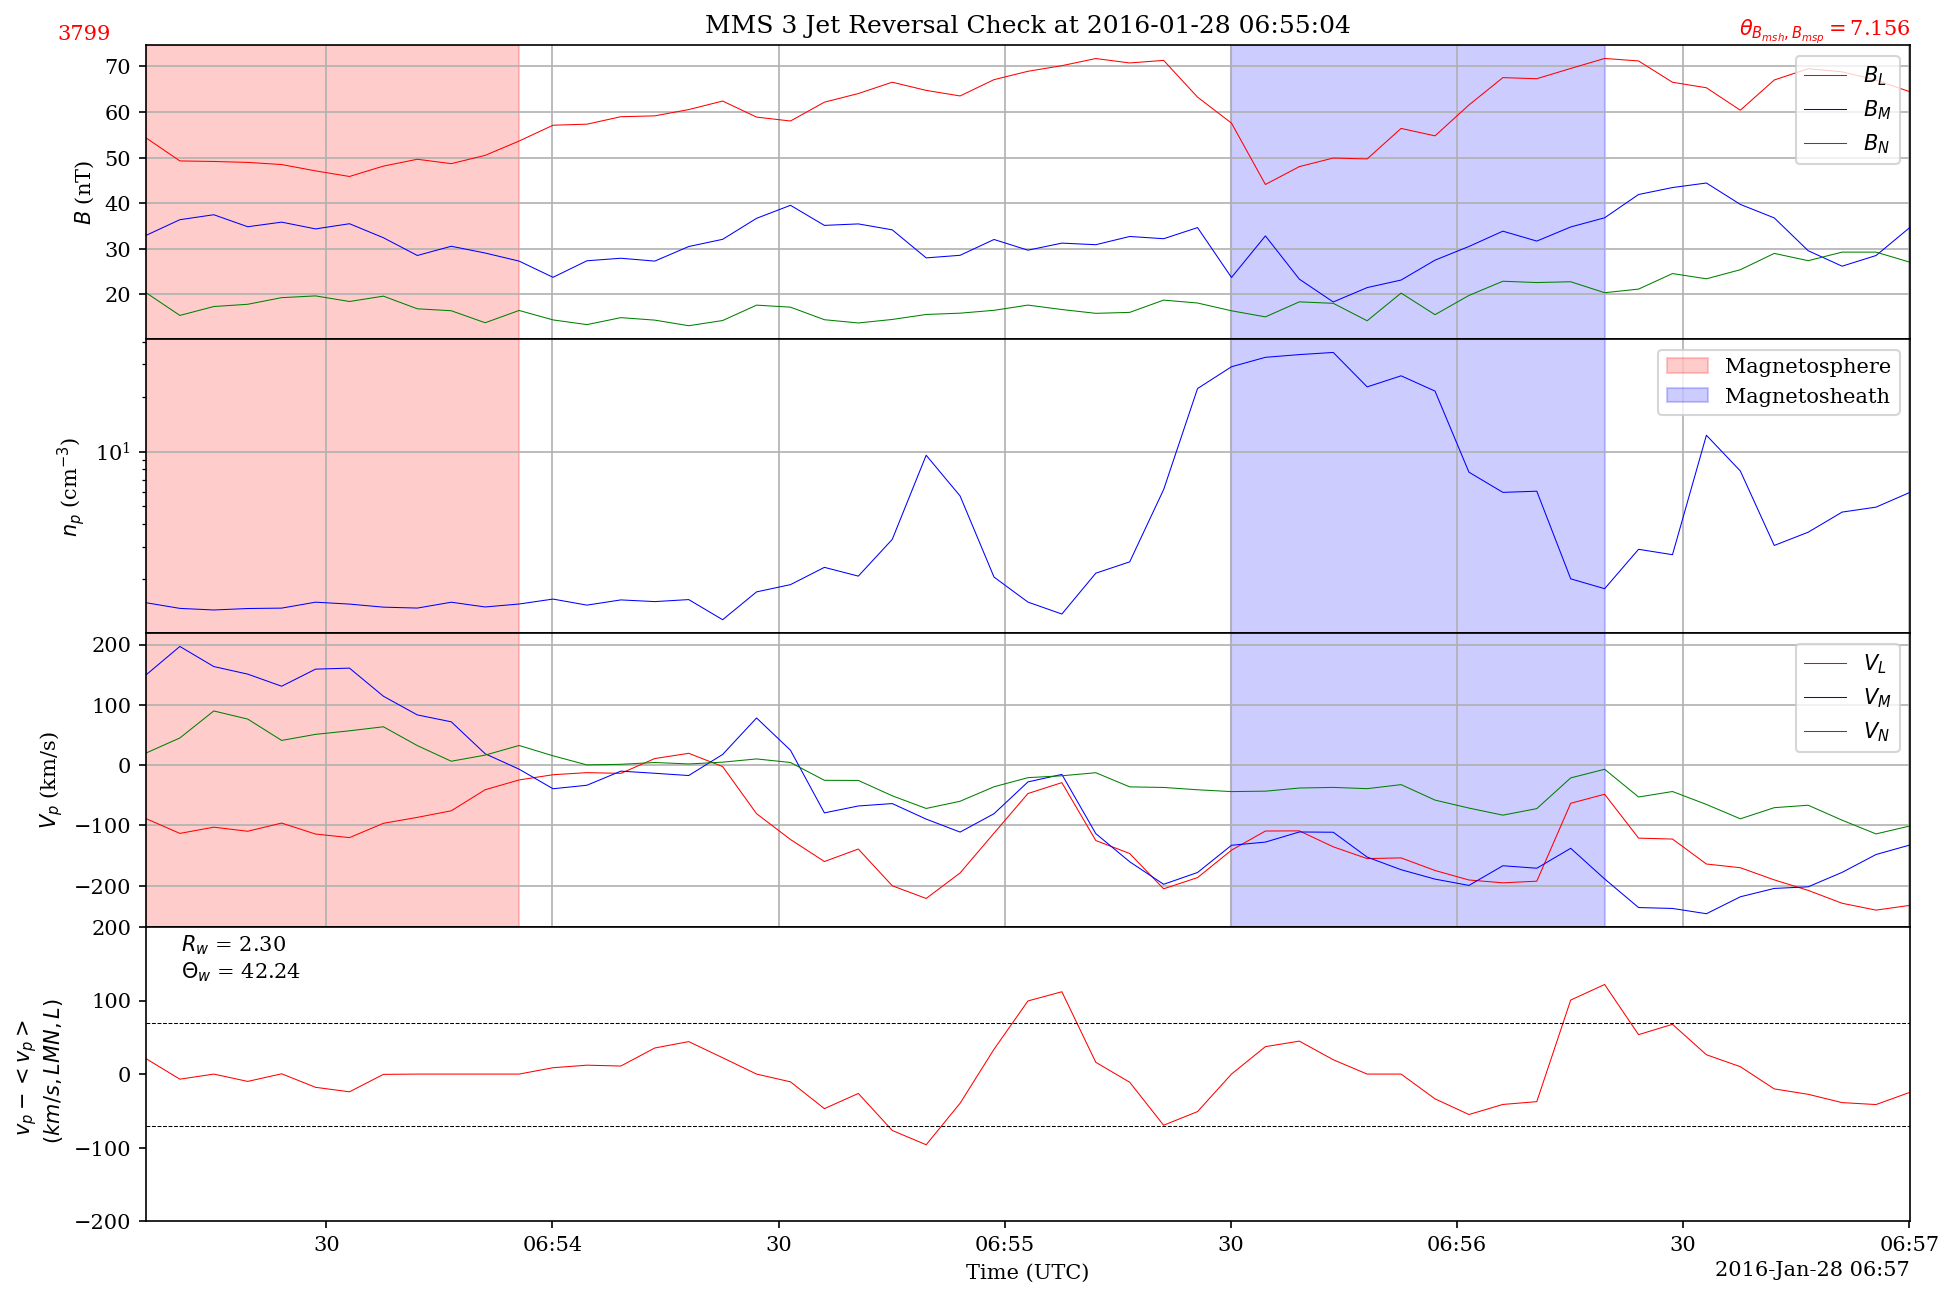 3799
MMS 3 Jet Reversal Check at 2016-01-28 06:55:04
θ_{B_{msh}, B_{msp}} = 7.156
70
60
50
40
30
20
B (nT)
B_L
B_M
B_N
10^1
n_p (cm^{-3})
Magnetosphere
Magnetosheath
200
100
0
−100
−200
V_p (km/s)
V_L
V_M
V_N
200
100
0
−100
−200
v_p − < v_p >
(km/s, LMN, L)
R_w = 2.30
Θ_w = 42.24
30 06:54 30 06:55 30 06:56 30 06:57
Time (UTC)
2016-Jan-28 06:57